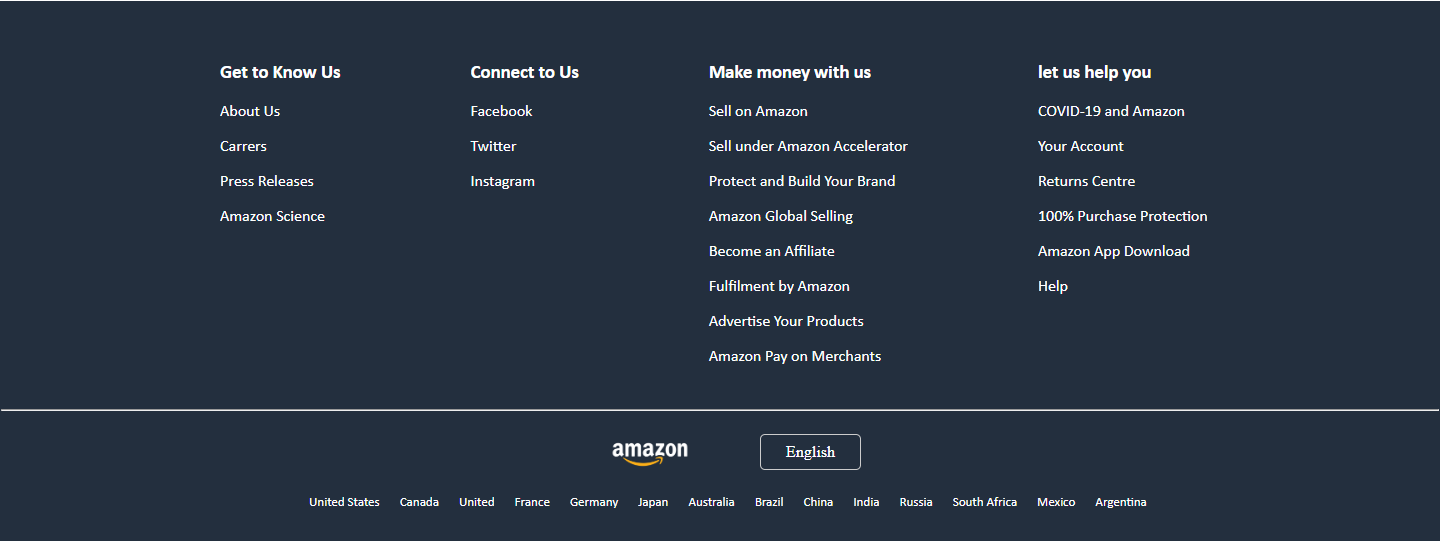 Get to Know Us
About Us
Carrers
Press Releases
Amazon Science
Connect to Us
Facebook
Twitter
Instagram
Make money with us
Sell on Amazon
Sell under Amazon Accelerator
Protect and Build Your Brand
Amazon Global Selling
Become an Affiliate
Fulfilment by Amazon
Advertise Your Products
Amazon Pay on Merchants
let us help you
COVID-19 and Amazon
Your Account
Returns Centre
100% Purchase Protection
Amazon App Download
Help
amazon
English
United States Canada United France Germany Japan Australia Brazil China India Russia South Africa Mexico Argentina